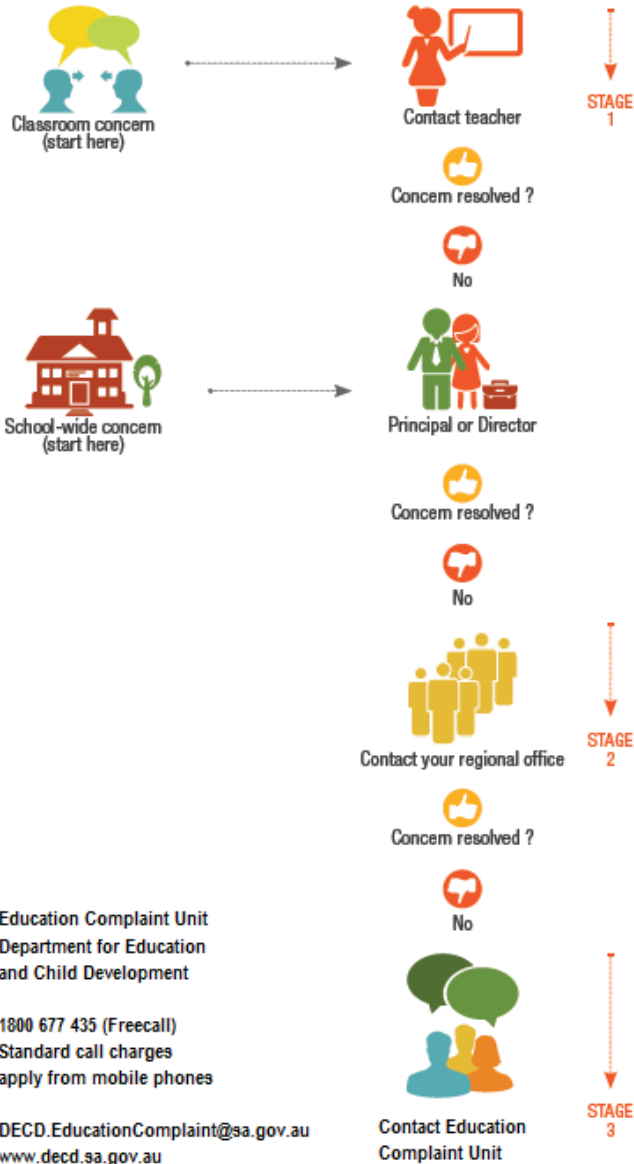 Classroom concern
(start here)
Contact teacher
STAGE
1
Concern resolved ?
No
School-wide concern
(start here)
Principal or Director
Concern resolved ?
No
Contact your regional office
STAGE
2
Concern resolved ?
No
Education Complaint Unit
Department for Education
and Child Development
1800 677 435 (Freecall)
Standard call charges
apply from mobile phones
DECD.EducationComplaint@sa.gov.au
www.decd.sa.gov.au
Contact Education
Complaint Unit
STAGE
3